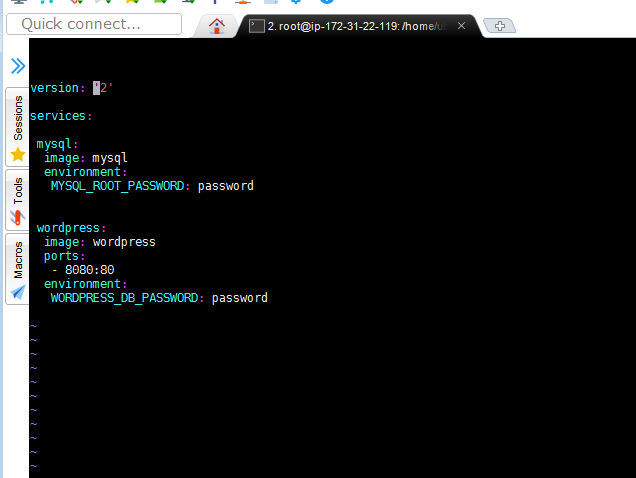 Quick connect...
2. root@ip-172-31-22-119: /home/u
Sessions
Tools
Macros
version: '2'
services:
mysql:
image: mysql
environment:
MYSQL_ROOT_PASSWORD: password
wordpress:
image: wordpress
ports:
- 8080:80
environment:
WORDPRESS_DB_PASSWORD: password
~
~
~
~
~
~
~
~
~
~
~